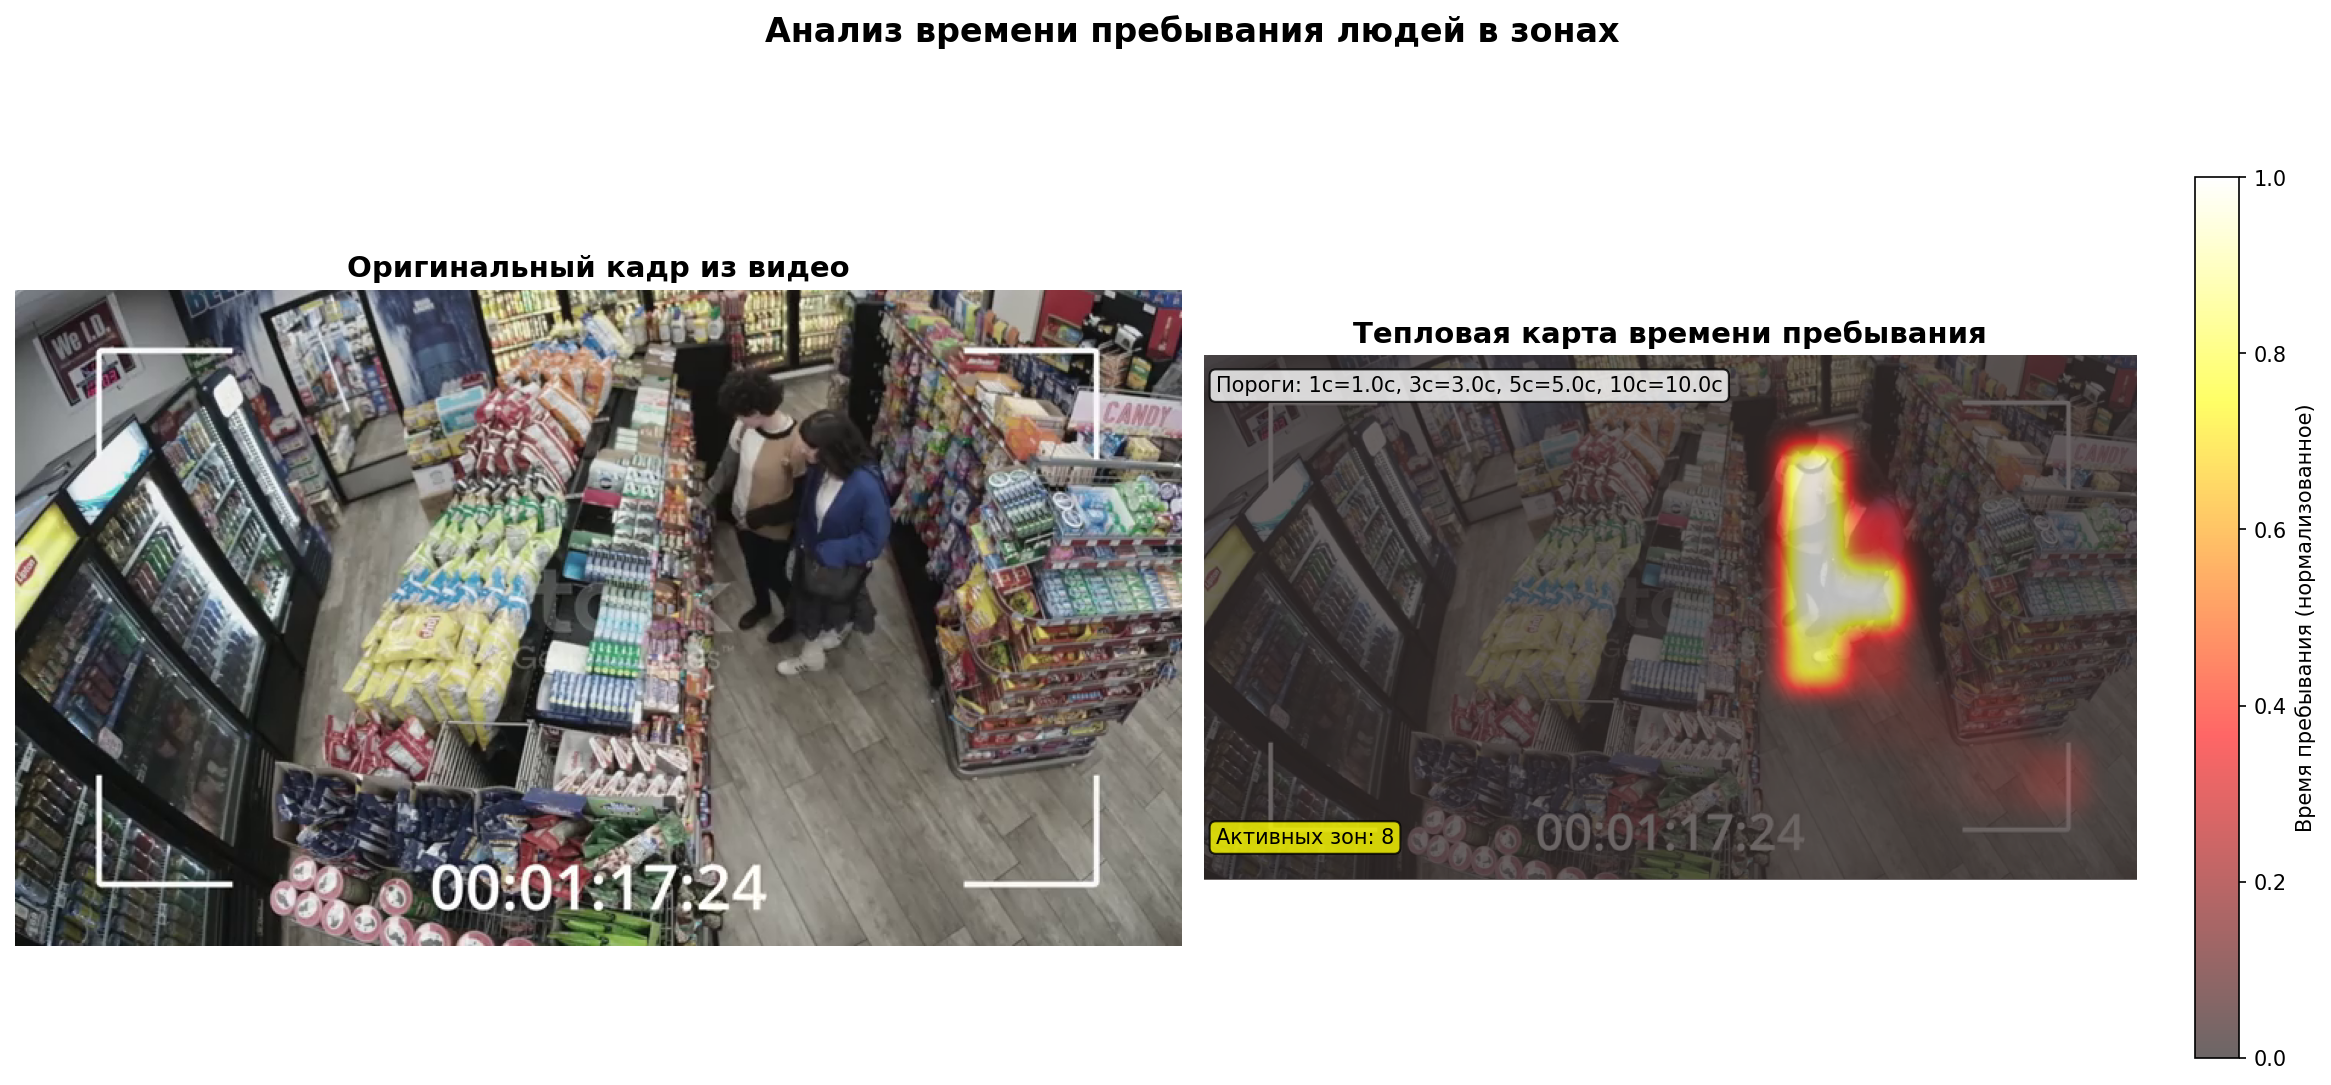 Анализ времени пребывания людей в зонах
Оригинальный кадр из видео
We I.D.
CANDY
Lipton
Lay's
00:01:17:24
Тепловая карта времени пребывания
Пороги: 1с=1.0с, 3с=3.0с, 5с=5.0с, 10с=10.0с
CANDY
Активных зон: 8
00:01:17:24
1.0
0.8
0.6
0.4
0.2
0.0
Время пребывания (нормализованное)